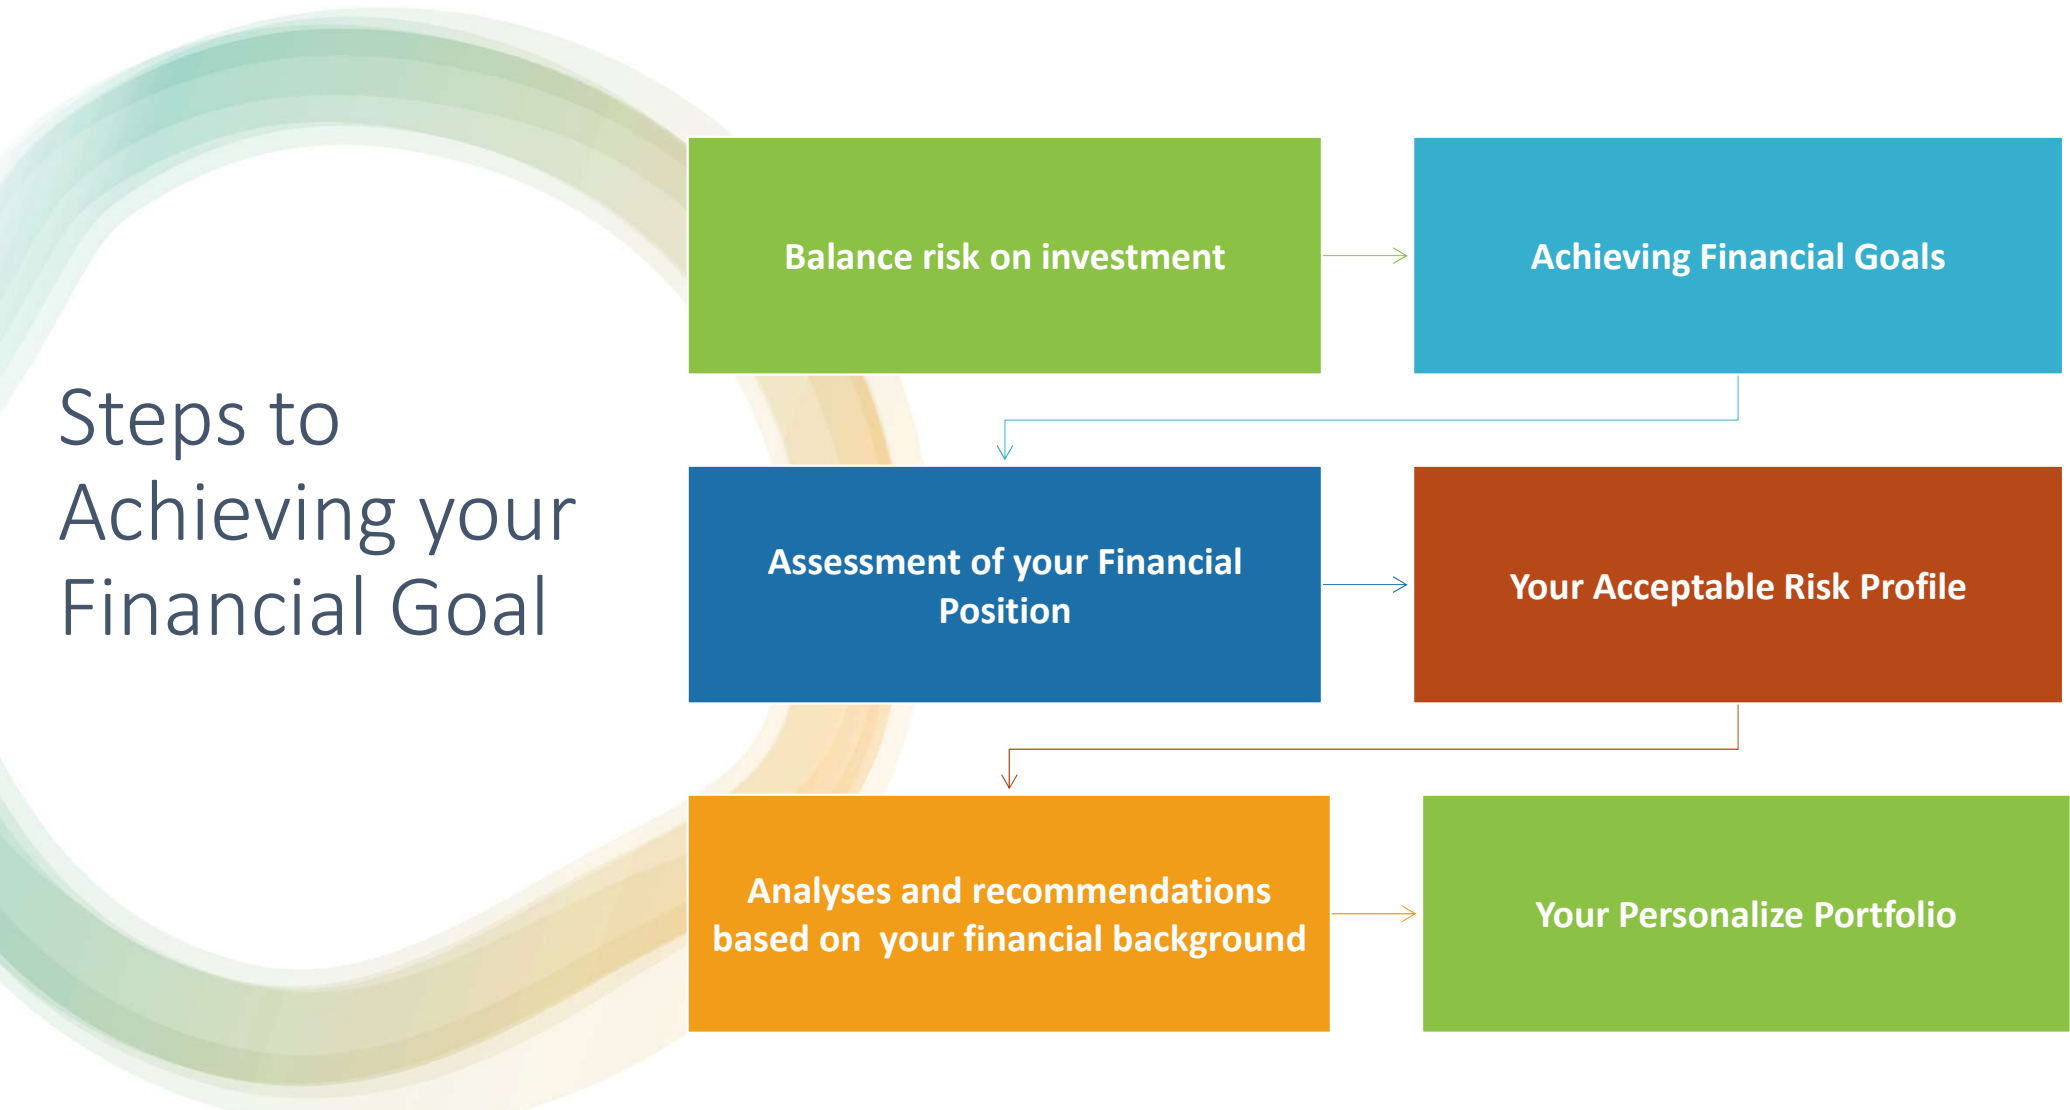 Steps to
Achieving your
Financial Goal
Balance risk on investment
Achieving Financial Goals
Assessment of your Financial
Position
Your Acceptable Risk Profile
Analyses and recommendations
based on  your financial background
Your Personalize Portfolio